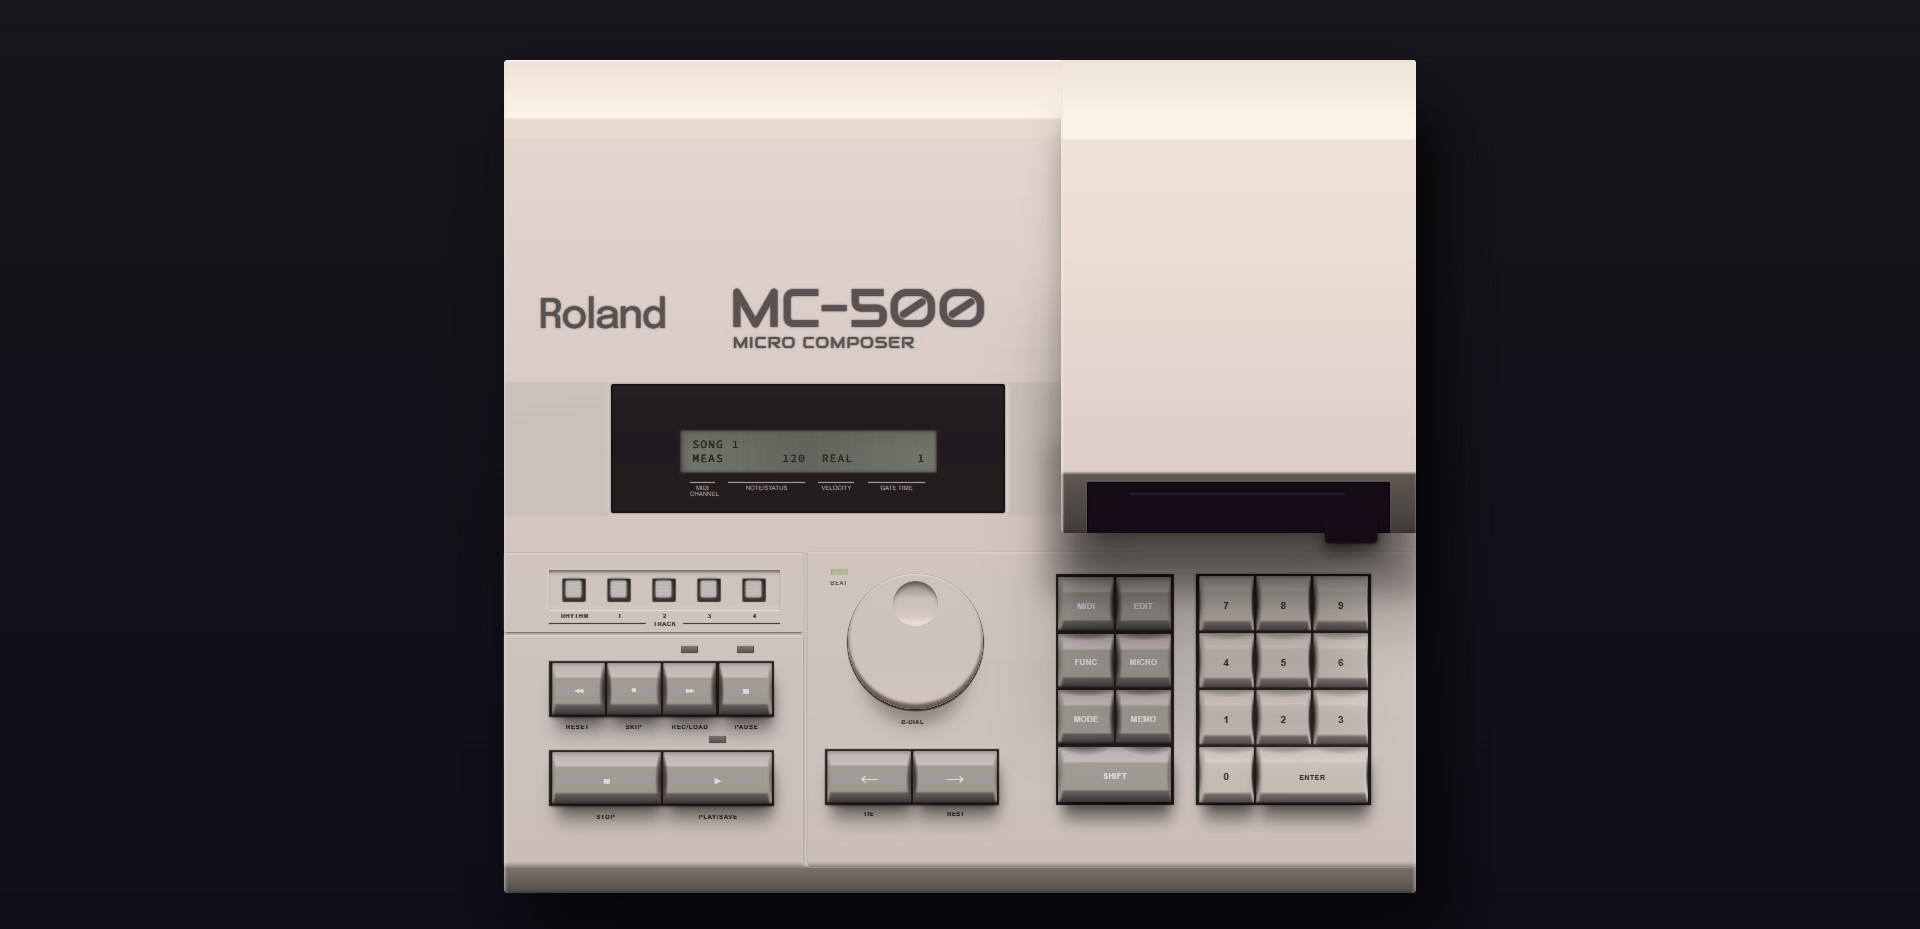 Roland MC-500
MICRO COMPOSER
SONG 1
MEAS 120 REAL 1
MIDI CHANNEL NOTE/STATUS VELOCITY GATE TIME
BEAT
RHYTHM 1 2 3 4
TRACK
MIDI EDIT 7 8 9
FUNC MICRO 4 5 6
RESET SKIP REC/LOAD PAUSE
MODE MEMO 1 2 3
SHIFT 0 ENTER
STOP PLAY/SAVE TIE REST